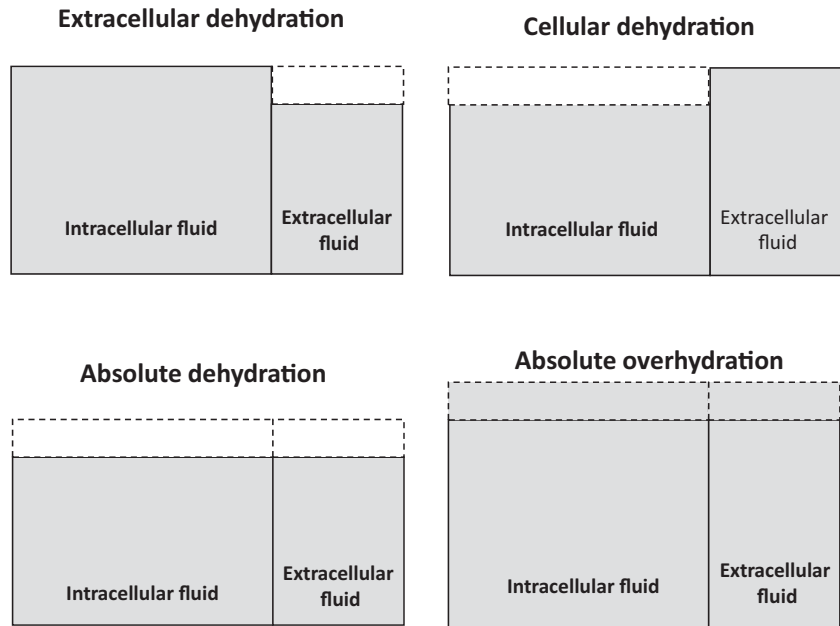 Extracellular dehydration
Cellular dehydration
Intracellular fluid
Extracellular
fluid
Intracellular fluid
Extracellular
fluid
Absolute dehydration
Absolute overhydration
Intracellular fluid
Extracellular
fluid
Intracellular fluid
Extracellular
fluid